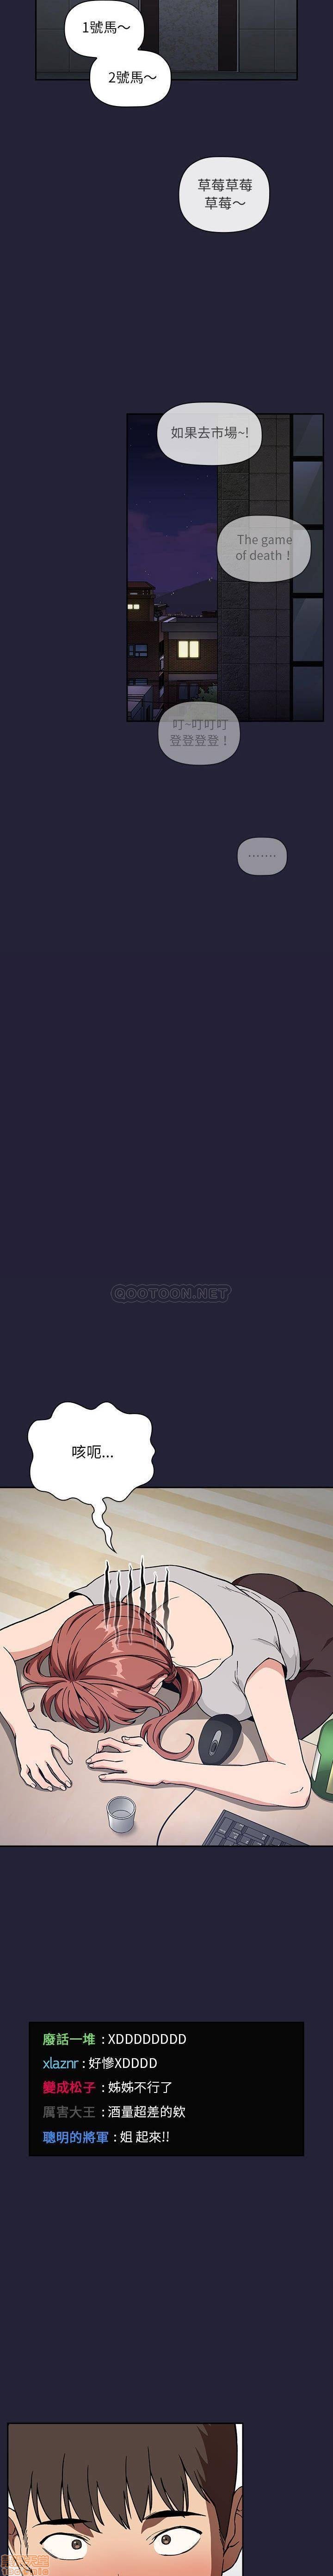 1號馬～
2號馬～
草莓草莓
草莓～
如果去市場~!
The game
of death！
叮~叮叮叮
登登登登！
.......
QOOTOON.NET
咳呃...
廢話一堆 : XDDDDDDDD
xlaznr : 好慘XDDDD
變成松子 : 姊姊不行了
厲害大王 : 酒量超差的欸
聰明的將軍 : 姐 起來!!